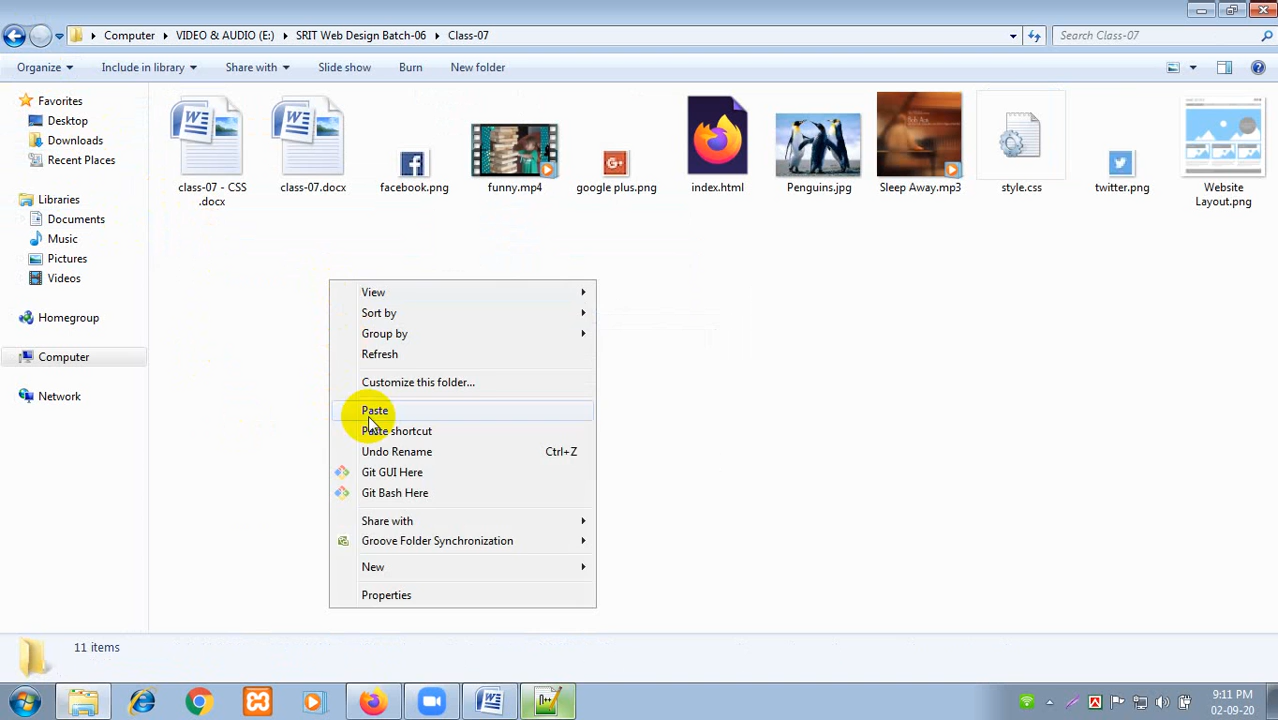 Computer ▸ VIDEO & AUDIO (E:) ▸ SRIT Web Design Batch-06 ▸ Class-07
Search Class-07
Organize Include in library Share with Slide show Burn New folder
Favorites
Desktop
Downloads
Recent Places
Libraries
Documents
Music
Pictures
Videos
Homegroup
Computer
Network
class-07 - CSS
.docx
class-07.docx
facebook.png
funny.mp4
google plus.png
index.html
Penguins.jpg
Sleep Away.mp3
style.css
twitter.png
Website
Layout.png
View
Sort by
Group by
Refresh
Customize this folder...
Paste
Paste shortcut
Undo Rename Ctrl+Z
Git GUI Here
Git Bash Here
Share with
Groove Folder Synchronization
New
Properties
11 items
9:11 PM
02-09-20